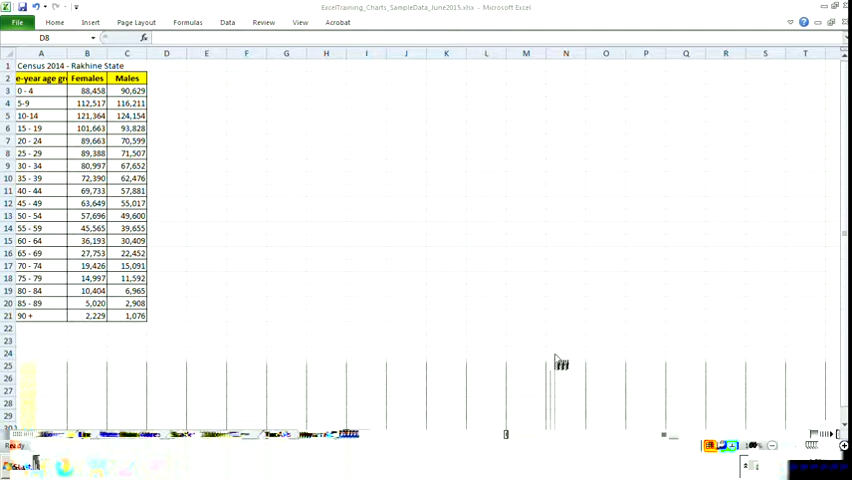 ExcelTraining_Charts_SampleData_June2015.xlsx - Microsoft Excel
File Home Insert Page Layout Formulas Data Review View Acrobat
D8 fx
A B C D E F G H I J K L M N O P Q R S T
1 Census 2014 - Rakhine State
2 e-year age gr Females Males
3 0 - 4 88,458 90,629
4 5-9 112,517 116,211
5 10-14 121,364 124,154
6 15 - 19 101,663 93,828
7 20 - 24 89,663 70,599
8 25 - 29 89,388 71,507
9 30 - 34 80,997 67,652
10 35 - 39 72,390 62,476
11 40 - 44 69,733 57,881
12 45 - 49 63,649 55,017
13 50 - 54 57,696 49,600
14 55 - 59 45,565 39,655
15 60 - 64 36,193 30,409
16 65 - 69 27,753 22,452
17 70 - 74 19,426 15,091
18 75 - 79 14,997 11,592
19 80 - 84 10,404 6,965
20 85 - 89 5,020 2,908
21 90 + 2,229 1,076
22
23
24
25
26
27
28
29
30
Ready
Start